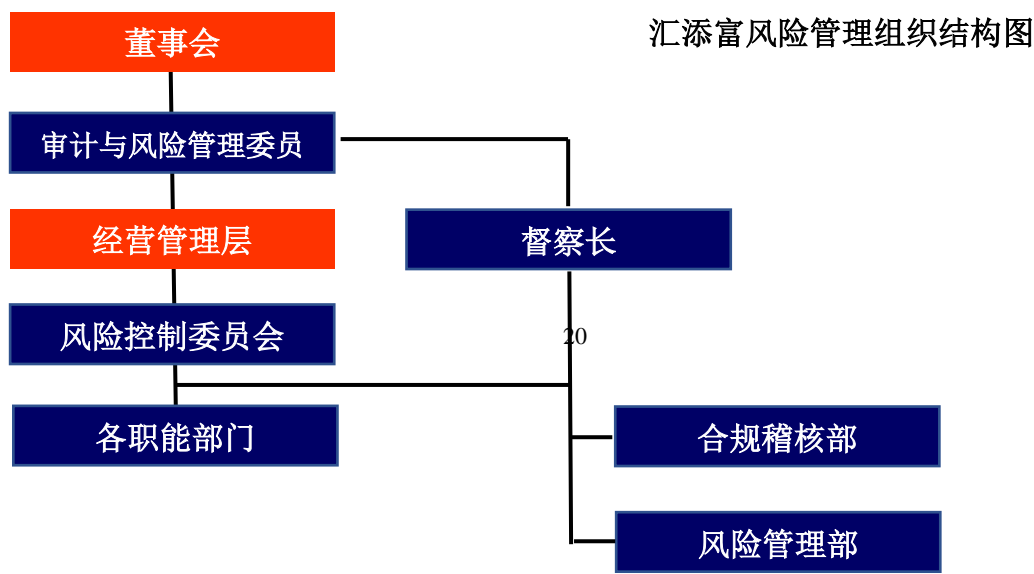 汇添富风险管理组织结构图
董事会
审计与风险管理委员
经营管理层
督察长
风险控制委员会
20
各职能部门
合规稽核部
风险管理部